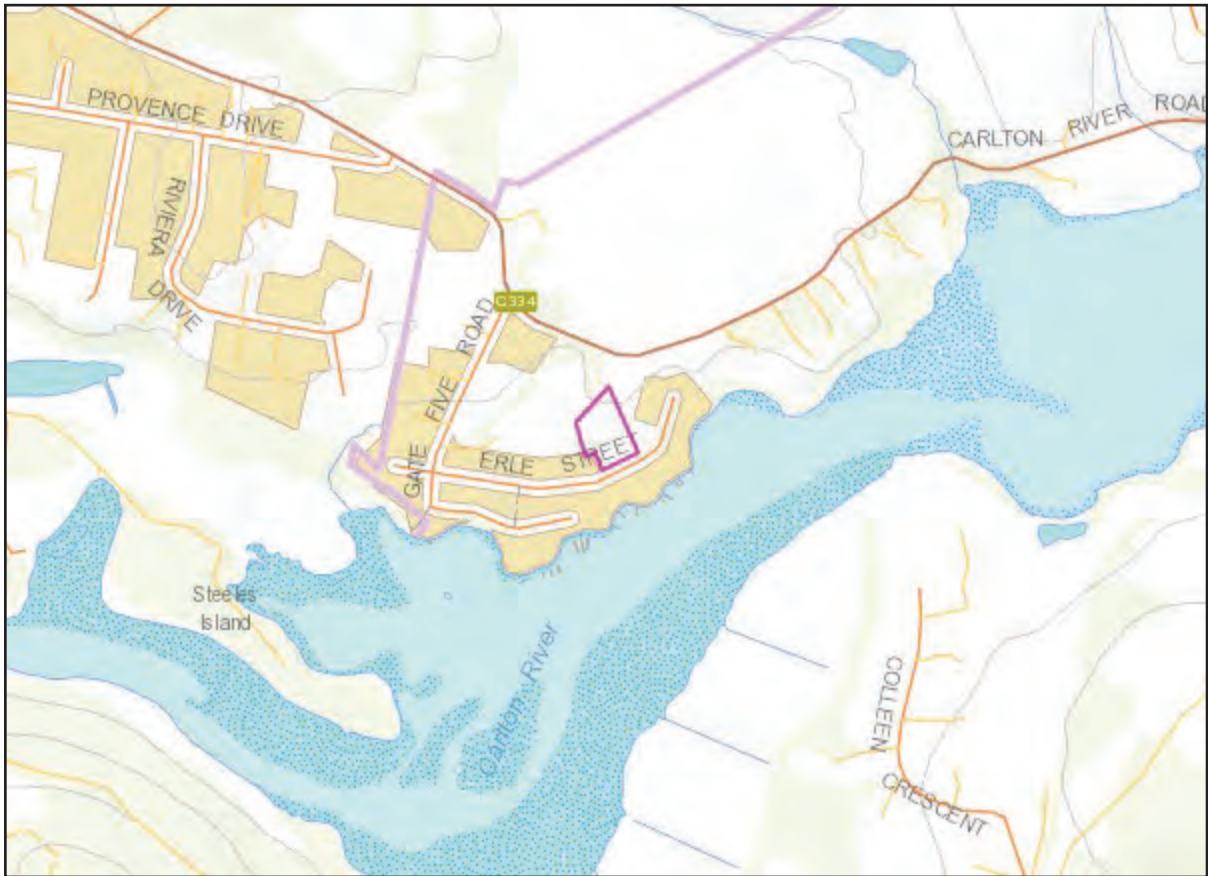 PROVENCE DRIVE
CARLTON RIVER ROAD
RIVIERA DRIVE
C334
GATE FIVE ROAD
ERLE STREET
Steeles
Island
Carlton River
COLLEEN CRESCENT